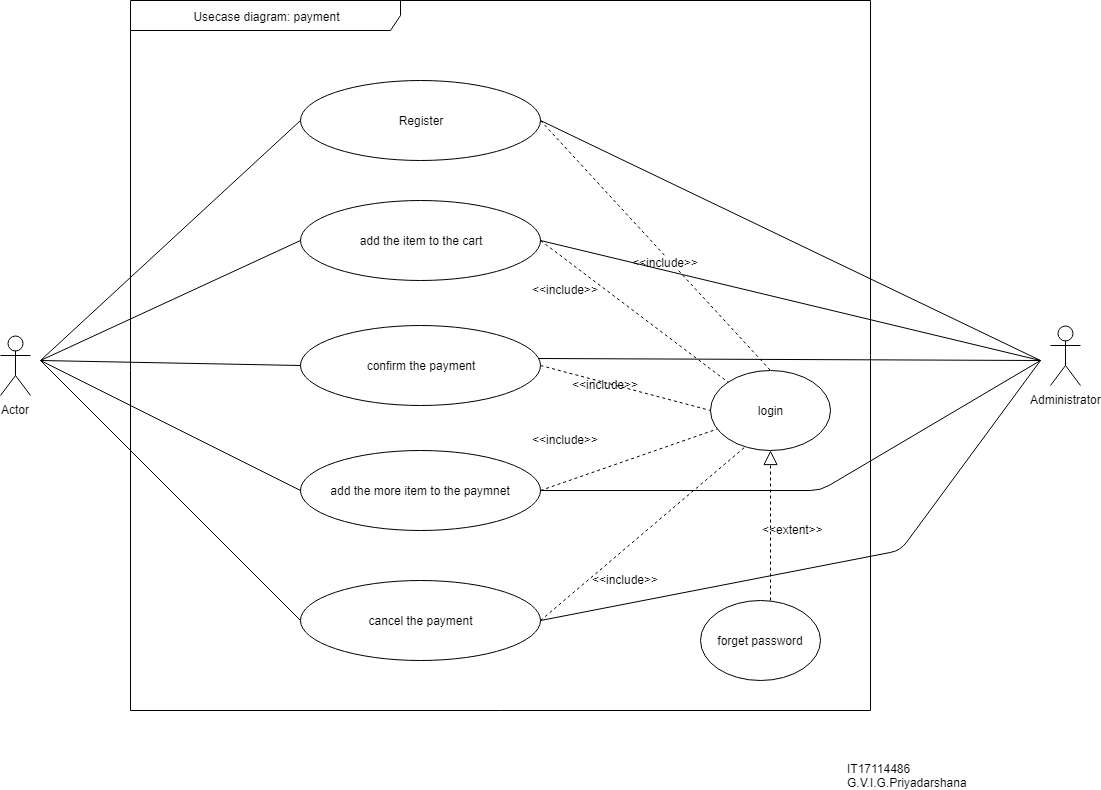 Usecase diagram: payment
Register
add the item to the cart
<<include>>
<<include>>
confirm the payment
<<include>>
Actor
Administrator
login
<<include>>
add the more item to the paymnet
<<extent>>
<<include>>
cancel the payment
forget password
IT17114486
G.V.I.G.Priyadarshana